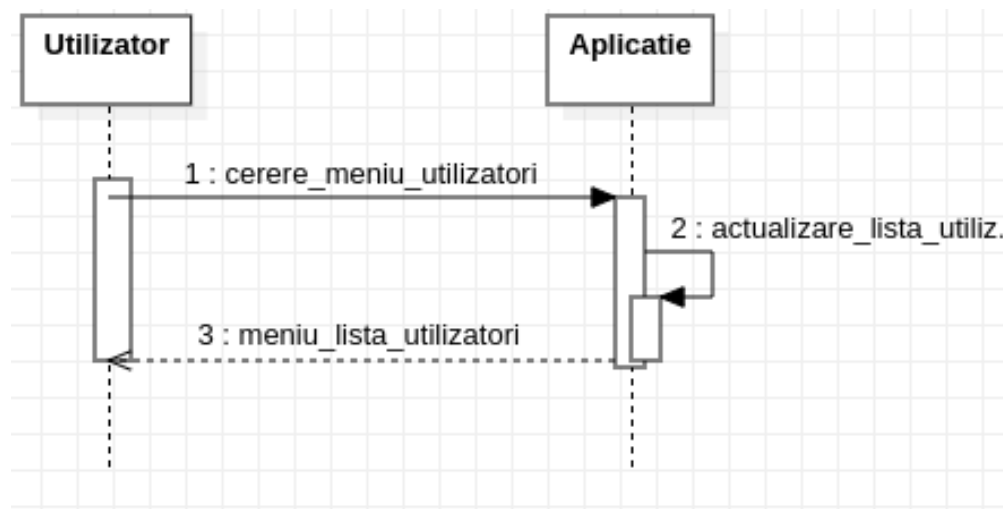 Utilizator
Aplicatie
1 : cerere_meniu_utilizatori
2 : actualizare_lista_utiliz.
3 : meniu_lista_utilizatori